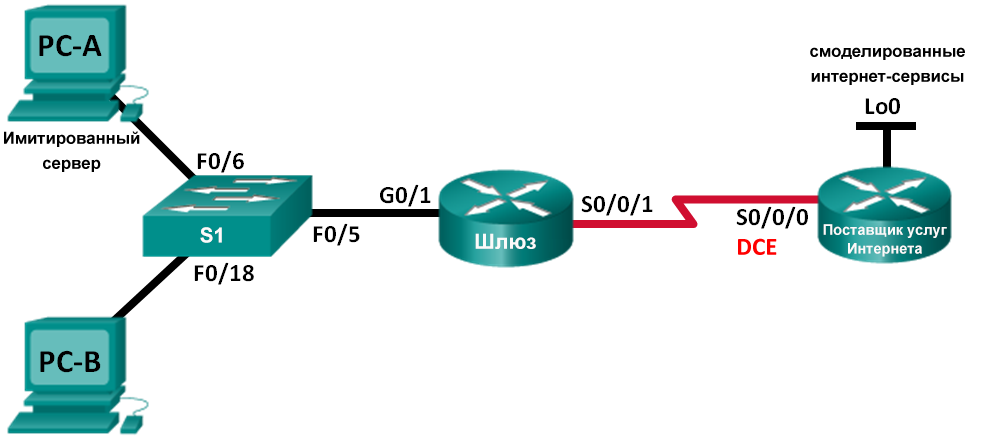 PC-A
Имитированный
сервер
F0/6
S1
F0/5
F0/18
PC-B
G0/1
Шлюз
S0/0/1
S0/0/0
DCE
смоделированные
интернет-сервисы
Lo0
Поставщик услуг
Интернета